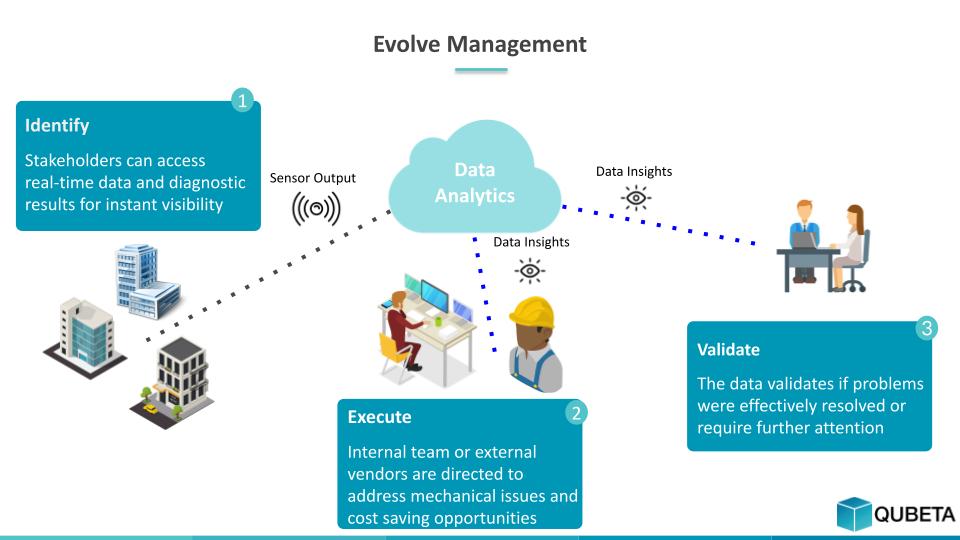 Evolve Management
1
Identify
Stakeholders can access
real-time data and diagnostic
results for instant visibility
Sensor Output
Data
Analytics
Data Insights
Data Insights
2
Execute
Internal team or external
vendors are directed to
address mechanical issues and
cost saving opportunities
3
Validate
The data validates if problems
were effectively resolved or
require further attention
QUBETA